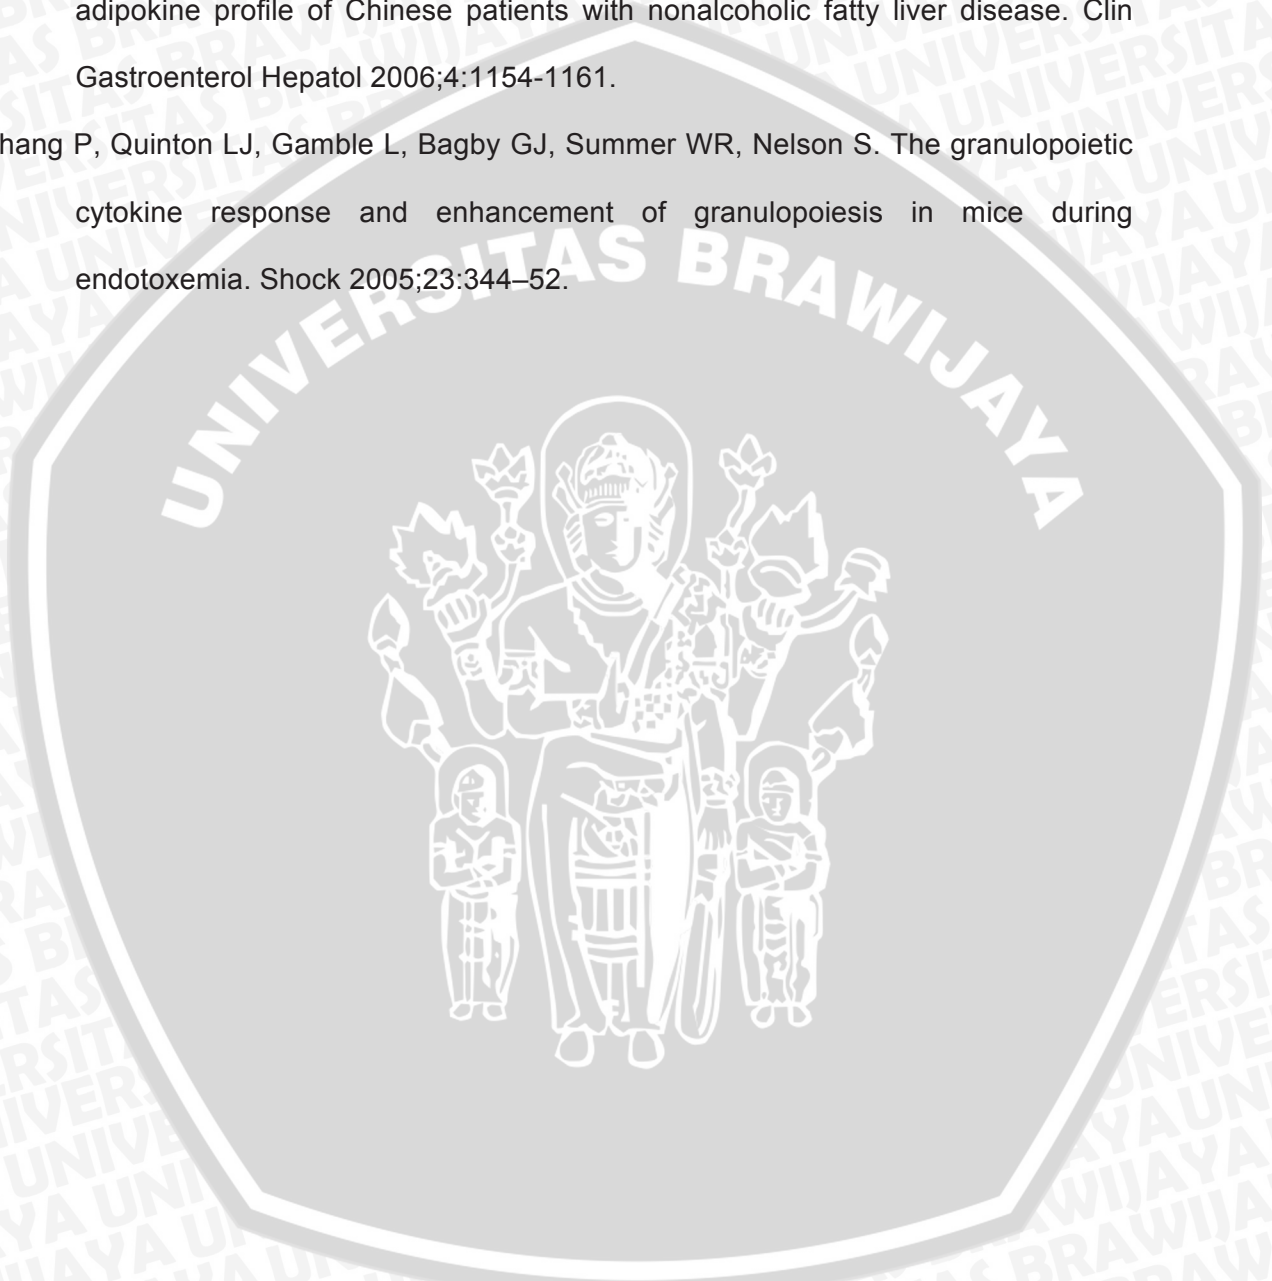 adipokine profile of Chinese patients with nonalcoholic fatty liver disease. Clin
Gastroenterol Hepatol 2006;4:1154-1161.
hang P, Quinton LJ, Gamble L, Bagby GJ, Summer WR, Nelson S. The granulopoietic
cytokine response and enhancement of granulopoiesis in mice during
endotoxemia. Shock 2005;23:344–52.
UNIVERSITAS BRAWIJAYA